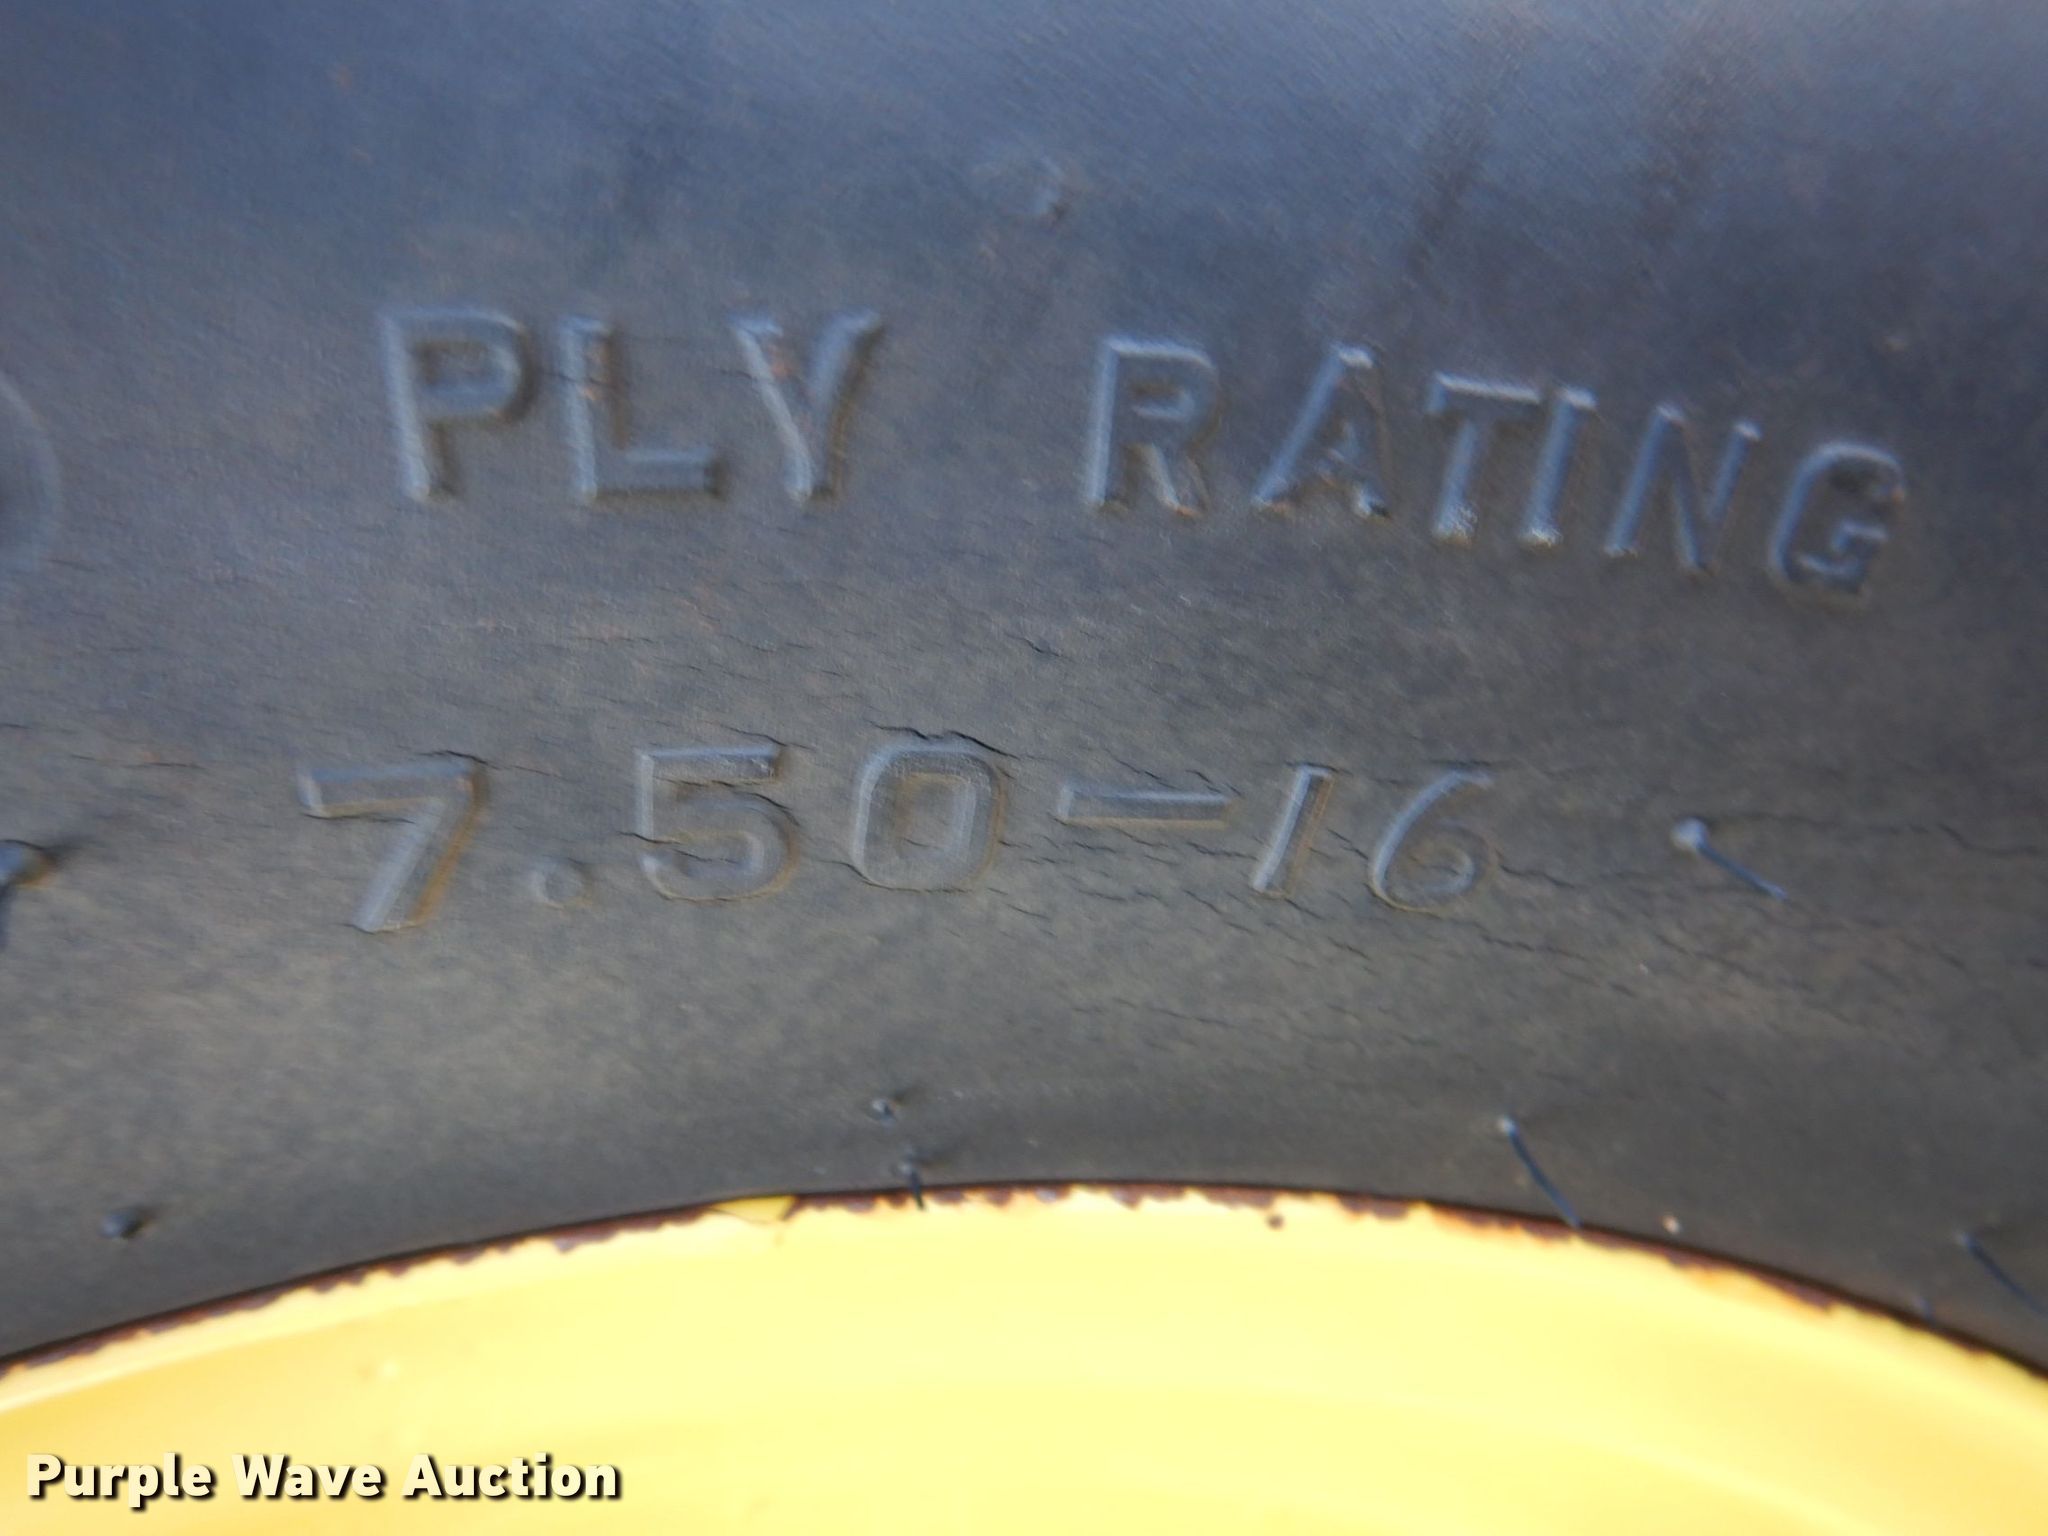 PLY RATING
7.50-16
Purple Wave Auction